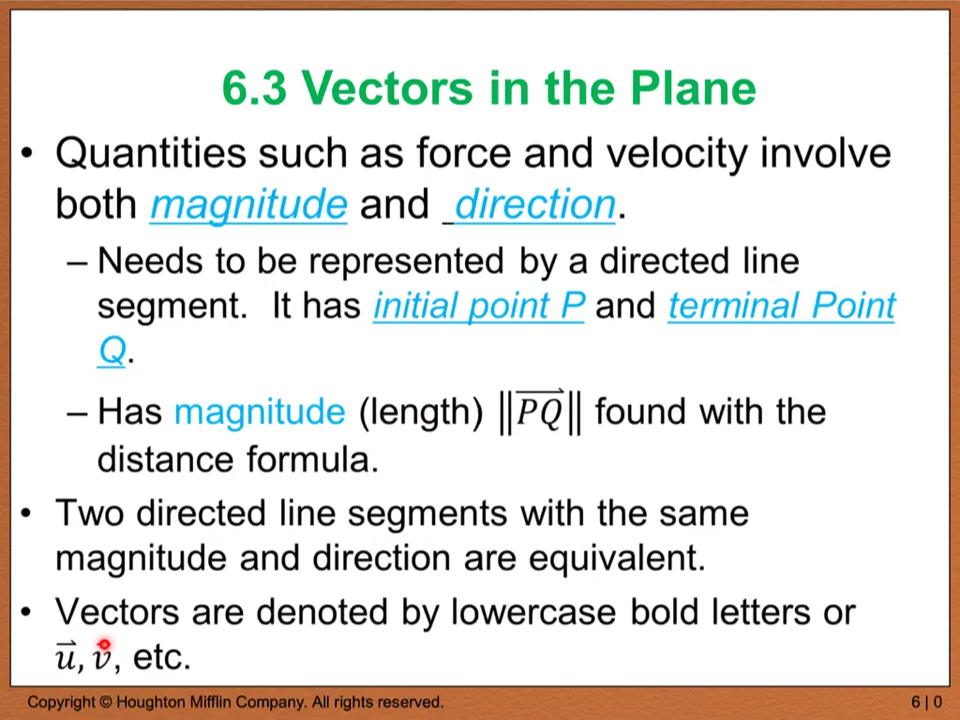 6.3 Vectors in the Plane
• Quantities such as force and velocity involve
both magnitude and _direction.
– Needs to be represented by a directed line
segment. It has initial point P and terminal Point
Q.
– Has magnitude (length) ‖P⃗Q⃗‖ found with the
distance formula.
• Two directed line segments with the same
magnitude and direction are equivalent.
• Vectors are denoted by lowercase bold letters or
u⃗, v⃗, etc.
Copyright © Houghton Mifflin Company. All rights reserved.
6 | 0